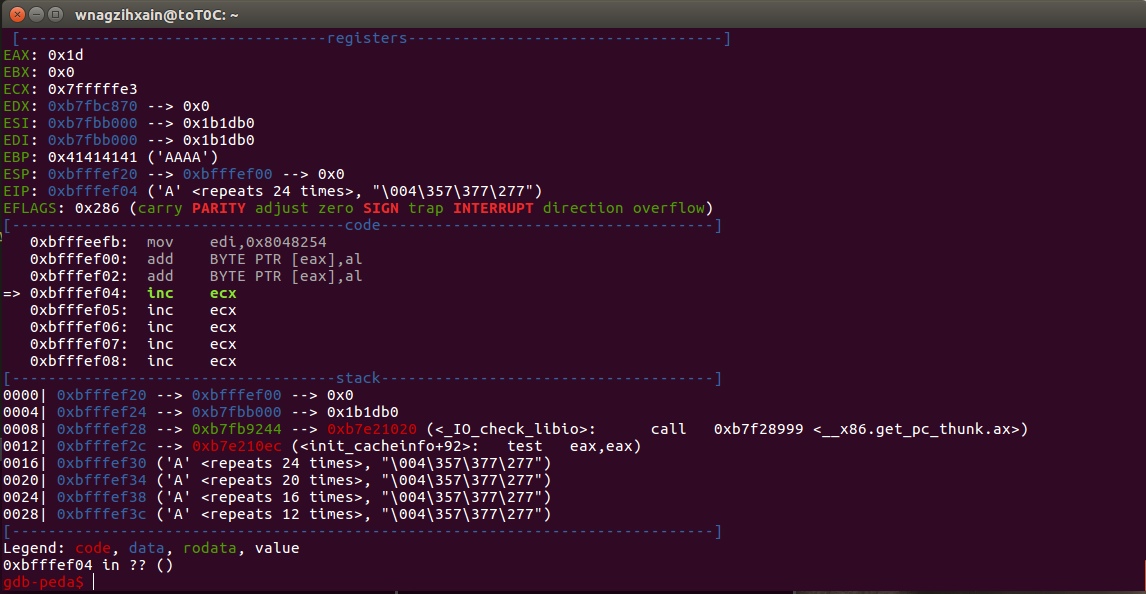 wnagzihxain@toT0C: ~
[----------------------------------registers-----------------------------------]
EAX: 0x1d
EBX: 0x0
ECX: 0x7fffffe3
EDX: 0xb7fbc870 --> 0x0
ESI: 0xb7fbb000 --> 0x1b1db0
EDI: 0xb7fbb000 --> 0x1b1db0
EBP: 0x41414141 ('AAAA')
ESP: 0xbfffef20 --> 0xbfffef00 --> 0x0
EIP: 0xbfffef04 ('A' <repeats 24 times>, "\004\357\377\277")
EFLAGS: 0x286 (carry PARITY adjust zero SIGN trap INTERRUPT direction overflow)
[-------------------------------------code-------------------------------------]
   0xbfffeefb:  mov    edi,0x8048254
   0xbfffef00:  add    BYTE PTR [eax],al
   0xbfffef02:  add    BYTE PTR [eax],al
=> 0xbfffef04:  inc    ecx
   0xbfffef05:  inc    ecx
   0xbfffef06:  inc    ecx
   0xbfffef07:  inc    ecx
   0xbfffef08:  inc    ecx
[------------------------------------stack-------------------------------------]
0000| 0xbfffef20 --> 0xbfffef00 --> 0x0
0004| 0xbfffef24 --> 0xb7fbb000 --> 0x1b1db0
0008| 0xbfffef28 --> 0xb7fb9244 --> 0xb7e21020 (<_IO_check_libio>:      call   0xb7f28999 <__x86.get_pc_thunk.ax>)
0012| 0xbfffef2c --> 0xb7e210ec (<init_cacheinfo+92>:   test   eax,eax)
0016| 0xbfffef30 ('A' <repeats 24 times>, "\004\357\377\277")
0020| 0xbfffef34 ('A' <repeats 20 times>, "\004\357\377\277")
0024| 0xbfffef38 ('A' <repeats 16 times>, "\004\357\377\277")
0028| 0xbfffef3c ('A' <repeats 12 times>, "\004\357\377\277")
[------------------------------------------------------------------------------]
Legend: code, data, rodata, value
0xbfffef04 in ?? ()
gdb-peda$